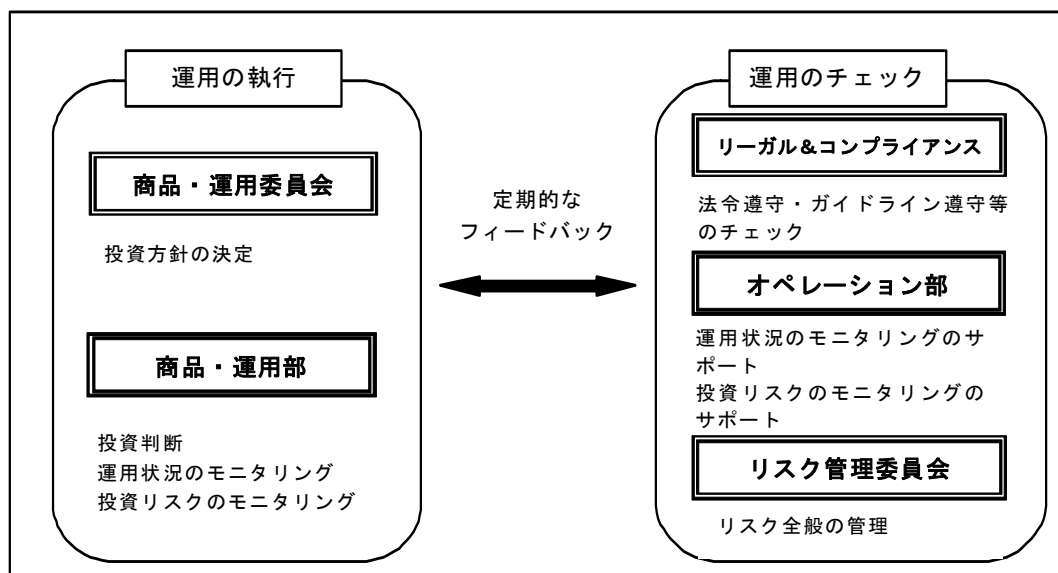 運用の執行
商品・運用委員会
投資方針の決定
商品・運用部
投資判断
運用状況のモニタリング
投資リスクのモニタリング
定期的な
フィードバック
運用のチェック
リーガル&コンプライアンス
法令遵守・ガイドライン遵守等
のチェック
オペレーション部
運用状況のモニタリングのサ
ポート
投資リスクのモニタリングの
サポート
リスク管理委員会
リスク全般の管理